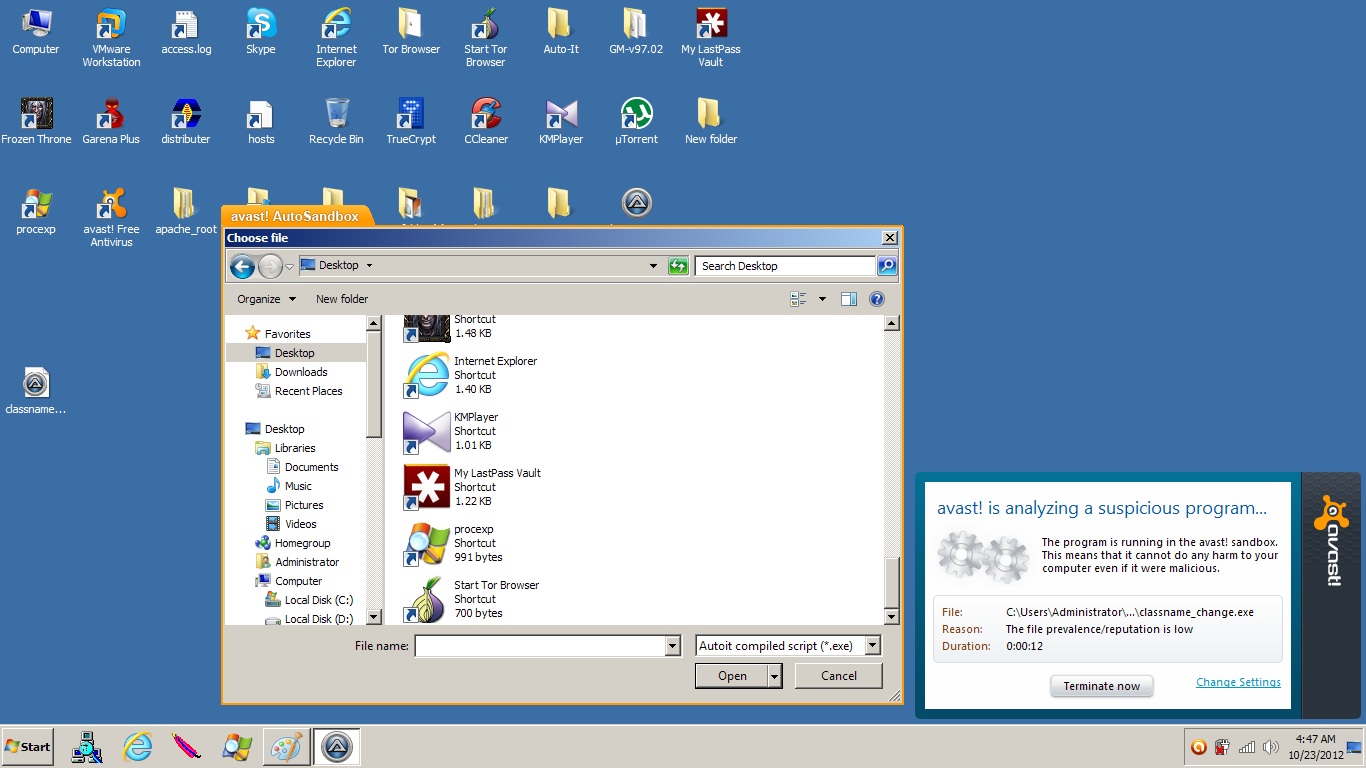 Computer
VMware Workstation
access.log
Skype
Internet Explorer
Tor Browser
Start Tor Browser
Auto-It
GM-v97.02
My LastPass Vault
Frozen Throne
Garena Plus
distributer
hosts
Recycle Bin
TrueCrypt
CCleaner
KMPlayer
µTorrent
New folder
procexp
avast! Free Antivirus
apache_root
classname...
avast! AutoSandbox
Choose file
Desktop
Search Desktop
Organize
New folder
Favorites
Desktop
Downloads
Recent Places
Desktop
Libraries
Documents
Music
Pictures
Videos
Homegroup
Administrator
Computer
Local Disk (C:)
Local Disk (D:)
Shortcut
1.48 KB
Internet Explorer
Shortcut
1.40 KB
KMPlayer
Shortcut
1.01 KB
My LastPass Vault
Shortcut
1.22 KB
procexp
Shortcut
991 bytes
Start Tor Browser
Shortcut
700 bytes
File name:
Autoit compiled script (*.exe)
Open
Cancel
avast! is analyzing a suspicious program...
The program is running in the avast! sandbox.
This means that it cannot do any harm to your
computer even if it were malicious.
File: C:\Users\Administrator\...\classname_change.exe
Reason: The file prevalence/reputation is low
Duration: 0:00:12
Terminate now
Change Settings
avast!
Start
4:47 AM
10/23/2012